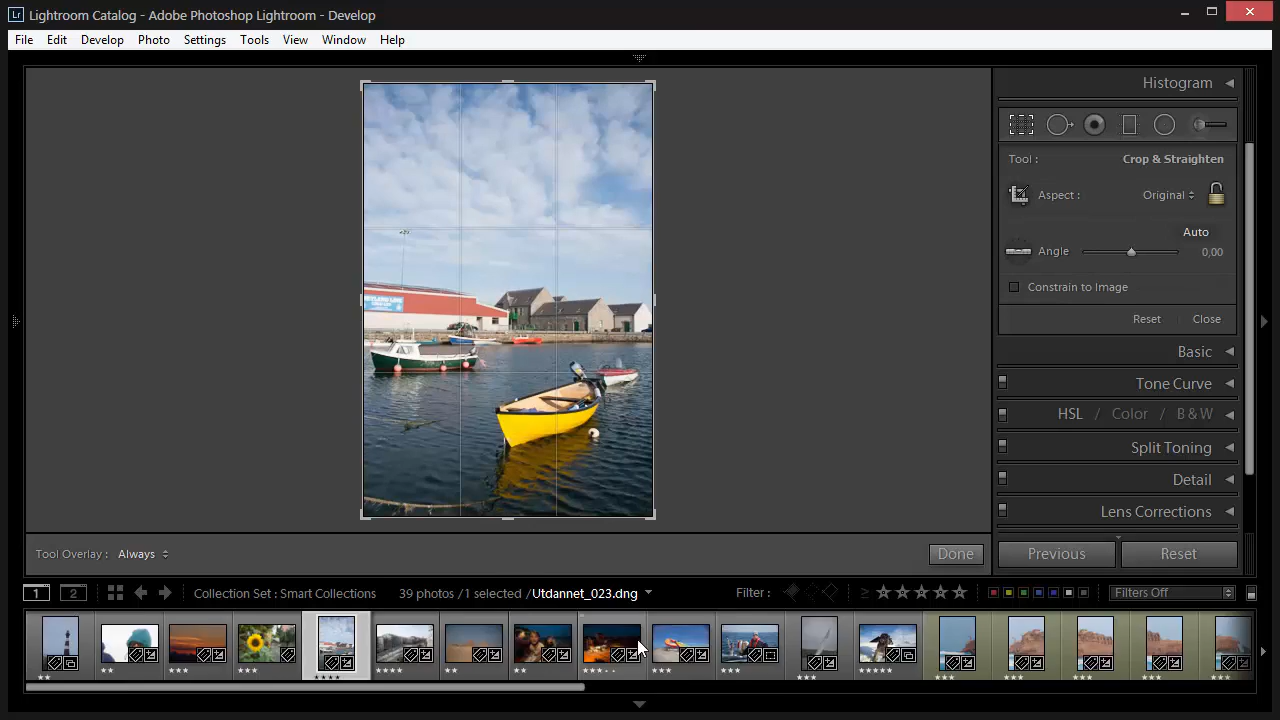 Lr Lightroom Catalog - Adobe Photoshop Lightroom - Develop
File Edit Develop Photo Settings Tools View Window Help
Histogram
Tool : Crop & Straighten
Aspect : Original
Auto
Angle 0,00
Constrain to Image
Reset Close
Basic
Tone Curve
HSL / Color / B & W
Split Toning
Detail
Lens Corrections
Tool Overlay : Always Done Previous Reset
1 2 Collection Set : Smart Collections 39 photos / 1 selected / Utdannet_023.dng Filter : ≥ ★ ★ ★ ★ ★ Filters Off